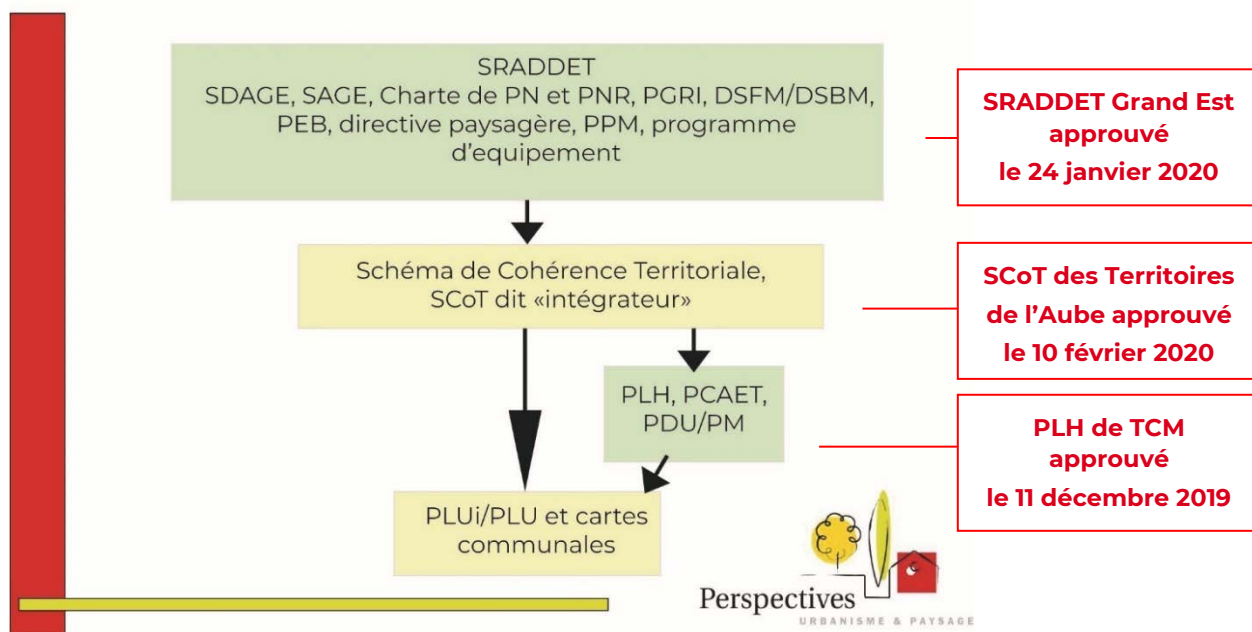 SRADDET
SDAGE, SAGE, Charte de PN et PNR, PGRI, DSFM/DSBM,
PEB, directive paysagère, PPM, programme
d'equipement
SRADDET Grand Est
approuvé
le 24 janvier 2020
Schéma de Cohérence Territoriale,
SCoT dit «intégrateur»
SCoT des Territoires
de l'Aube approuvé
le 10 février 2020
PLH, PCAET,
PDU/PM
PLH de TCM
approuvé
le 11 décembre 2019
PLUi/PLU et cartes
communales
Perspectives
URBANISME & PAYSAGE